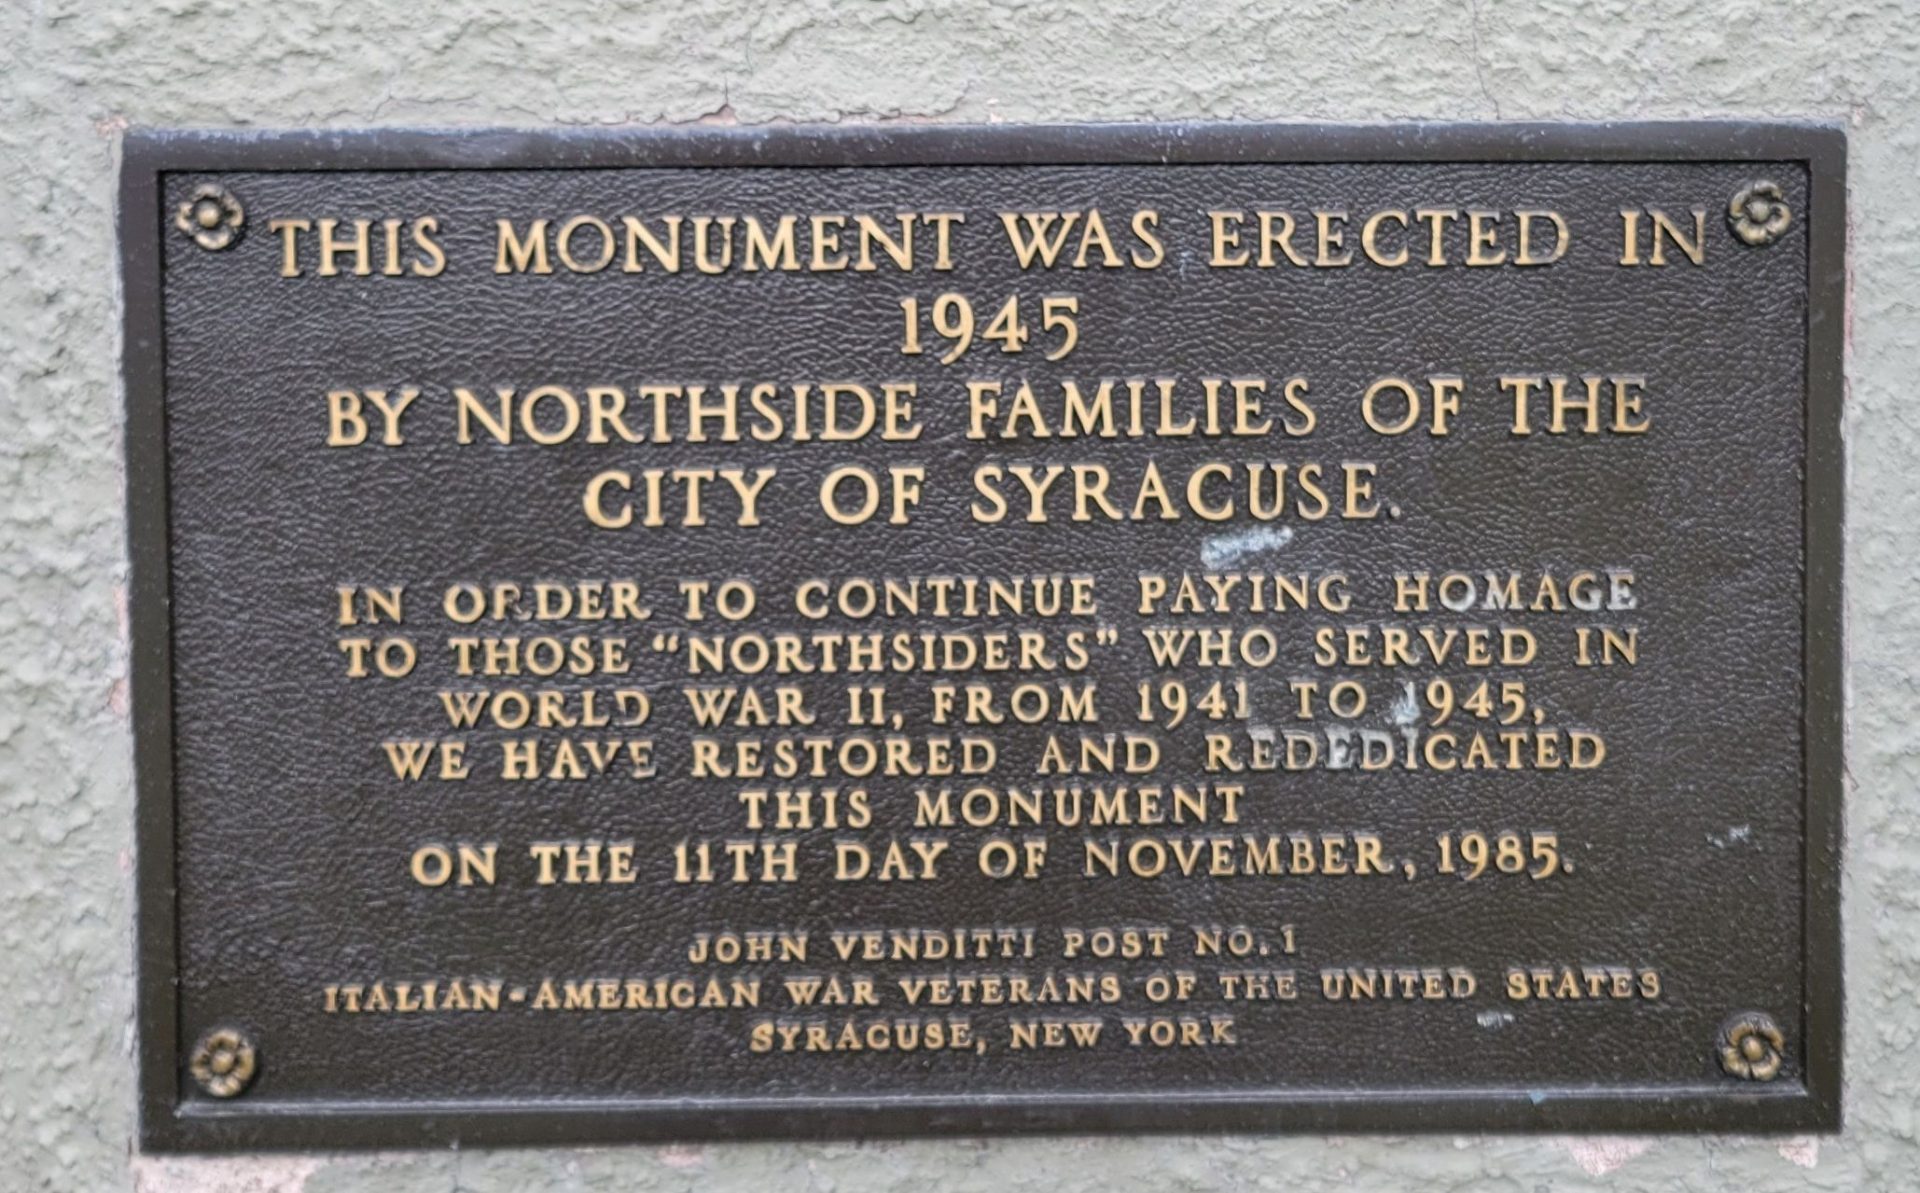 THIS MONUMENT WAS ERECTED IN
1945
BY NORTHSIDE FAMILIES OF THE
CITY OF SYRACUSE.
IN ORDER TO CONTINUE PAYING HOMAGE
TO THOSE "NORTHSIDERS" WHO SERVED IN
WORLD WAR II, FROM 1941 TO 1945,
WE HAVE RESTORED AND REDEDICATED
THIS MONUMENT
ON THE 11TH DAY OF NOVEMBER, 1985.
JOHN VENDITTI POST NO. 1
ITALIAN-AMERICAN WAR VETERANS OF THE UNITED STATES
SYRACUSE, NEW YORK